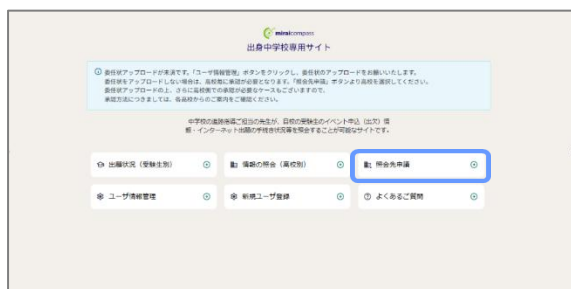 miraicompass
出身中学校専用サイト
委任状アップロードが未済です。「ユーザ情報管理」ボタンをクリックし、委任状のアップロードをお願いいたします。
委任状をアップロードしない場合は、高校毎に承認が必要となります。「照会先申請」ボタンより高校を選択してください。
委任状アップロードの上、さらに高校側での承認が必要なケースもございますので、
承認方法につきましては、各高校からのご案内をご確認ください。
中学校の進路指導ご担当の先生が、自校の受験生のイベント申込（出欠）情
報・インターネット出願の手続き状況等を照会することが可能なサイトです。
出願状況（受験生別）
情報の照会（高校別）
照会先申請
ユーザ情報管理
新規ユーザ登録
よくあるご質問